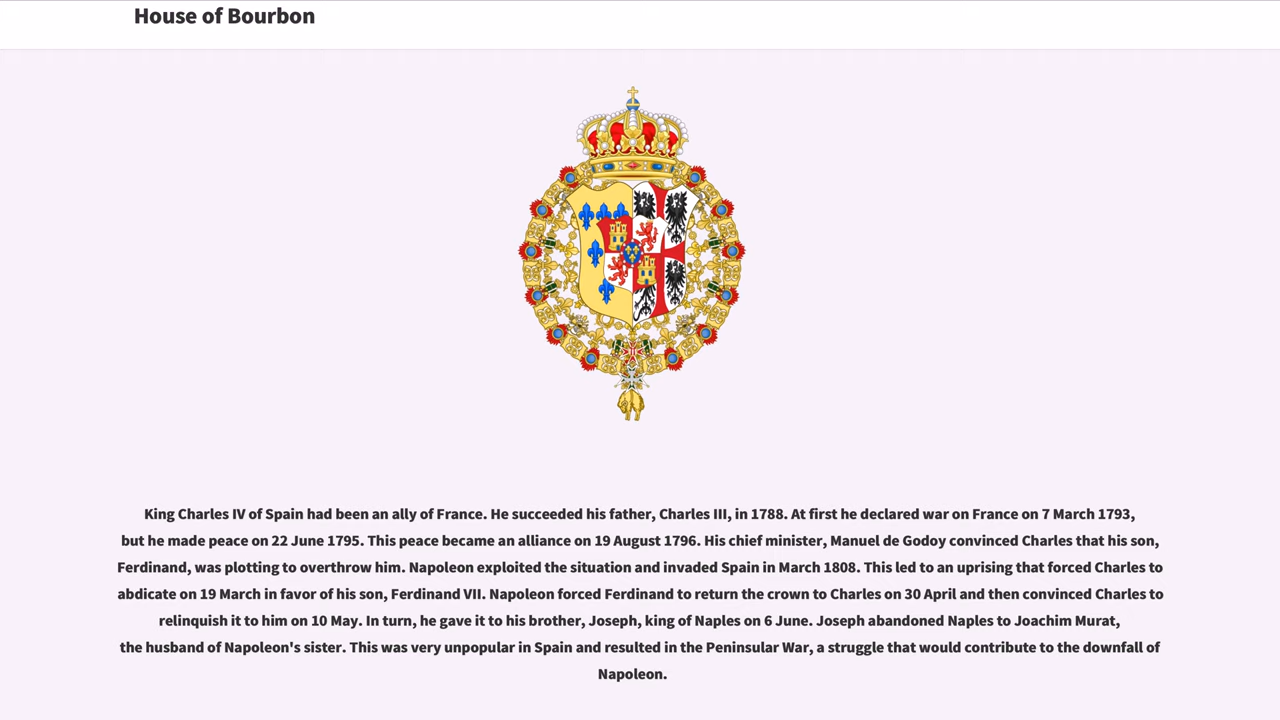 House of Bourbon
King Charles IV of Spain had been an ally of France. He succeeded his father, Charles III, in 1788. At first he declared war on France on 7 March 1793,
but he made peace on 22 June 1795. This peace became an alliance on 19 August 1796. His chief minister, Manuel de Godoy convinced Charles that his son,
Ferdinand, was plotting to overthrow him. Napoleon exploited the situation and invaded Spain in March 1808. This led to an uprising that forced Charles to
abdicate on 19 March in favor of his son, Ferdinand VII. Napoleon forced Ferdinand to return the crown to Charles on 30 April and then convinced Charles to
relinquish it to him on 10 May. In turn, he gave it to his brother, Joseph, king of Naples on 6 June. Joseph abandoned Naples to Joachim Murat,
the husband of Napoleon's sister. This was very unpopular in Spain and resulted in the Peninsular War, a struggle that would contribute to the downfall of
Napoleon.